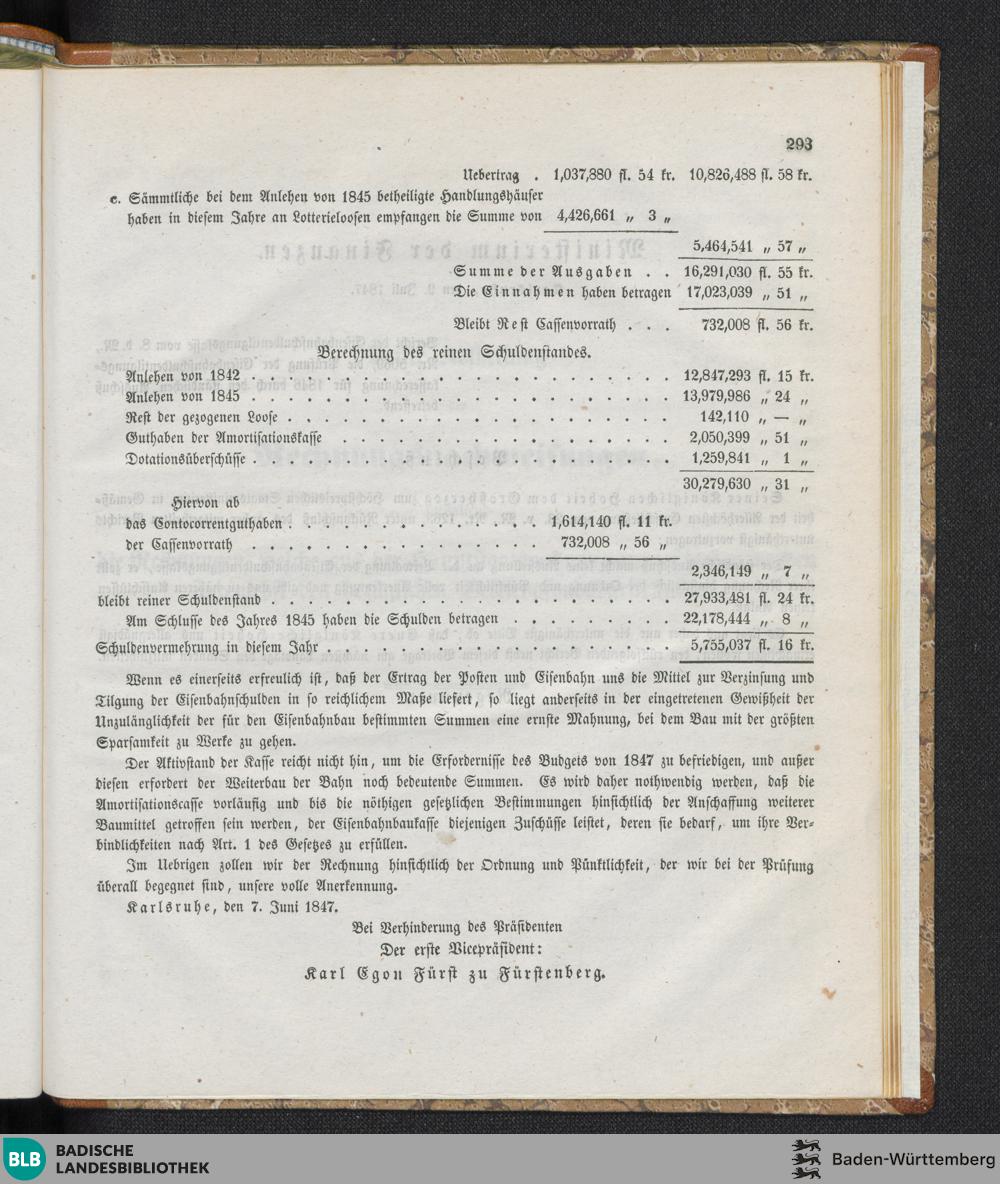 293
Uebertrag . 1,037,880 fl. 54 kr. 10,826,488 fl. 58 kr.
c. Sämmtliche bei dem Anlehen von 1845 betheiligte Handlungshäuser
haben in diesem Jahre an Lotterieloosen empfangen die Summe von 4,426,661 „ 3 „
5,464,541 „ 57 „
Summe der Ausgaben . . 16,291,030 fl. 55 kr.
Die Einnahmen haben betragen 17,023,039 „ 51 „
Bleibt Rest Cassenvorrath . . . 732,008 fl. 56 kr.
Berechnung des reinen Schuldenstandes.
Anlehen von 1842 . . . . . . . . . . . . . . . . . . . . 12,847,293 fl. 15 kr.
Anlehen von 1845 . . . . . . . . . . . . . . . . . . . . 13,979,986 „ 24 „
Rest der gezogenen Loose . . . . . . . . . . . . . . . . . . 142,110 „ — „
Guthaben der Amortisationskasse . . . . . . . . . . . . . . . . 2,050,399 „ 51 „
Dotationsüberschüsse . . . . . . . . . . . . . . . . . . . . 1,259,841 „ 1 „
30,279,630 „ 31 „
Hiervon ab
das Contocorrentguthaben . . . . . . . . . . . . . 1,614,140 fl. 11 kr.
der Cassenvorrath . . . . . . . . . . . . . . . 732,008 „ 56 „
2,346,149 „ 7 „
bleibt reiner Schuldenstand . . . . . . . . . . . . . . . . . . . 27,933,481 fl. 24 kr.
Am Schlusse des Jahres 1845 haben die Schulden betragen . . . . . . . . 22,178,444 „ 8 „
Schuldenvermehrung in diesem Jahr . . . . . . . . . . . . . . . . . 5,755,037 fl. 16 kr.
Wenn es einerseits erfreulich ist, daß der Ertrag der Posten und Eisenbahn uns die Mittel zur Verzinsung und
Tilgung der Eisenbahnschulden in so reichlichem Maße liefert, so liegt anderseits in der eingetretenen Gewißheit der
Unzulänglichkeit der für den Eisenbahnbau bestimmten Summen eine ernste Mahnung, bei dem Bau mit der größten
Sparsamkeit zu Werke zu gehen.
Der Aktivstand der Kasse reicht nicht hin, um die Erfordernisse des Budgets von 1847 zu befriedigen, und außer
diesen erfordert der Weiterbau der Bahn noch bedeutende Summen. Es wird daher nothwendig werden, daß die
Amortisationscasse vorläufig und bis die nöthigen gesetzlichen Bestimmungen hinsichtlich der Anschaffung weiterer
Baumittel getroffen sein werden, der Eisenbahnbaukasse diejenigen Zuschüsse leistet, deren sie bedarf, um ihre Ver-
bindlichkeiten nach Art. 1 des Gesetzes zu erfüllen.
Im Uebrigen zollen wir der Rechnung hinsichtlich der Ordnung und Pünktlichkeit, der wir bei der Prüfung
überall begegnet sind, unsere volle Anerkennung.
Karlsruhe, den 7. Juni 1847.
Bei Verhinderung des Präsidenten
Der erste Vicepräsident:
Karl Egon Fürst zu Fürstenberg.
BLB BADISCHE
LANDESBIBLIOTHEK
Baden-Württemberg